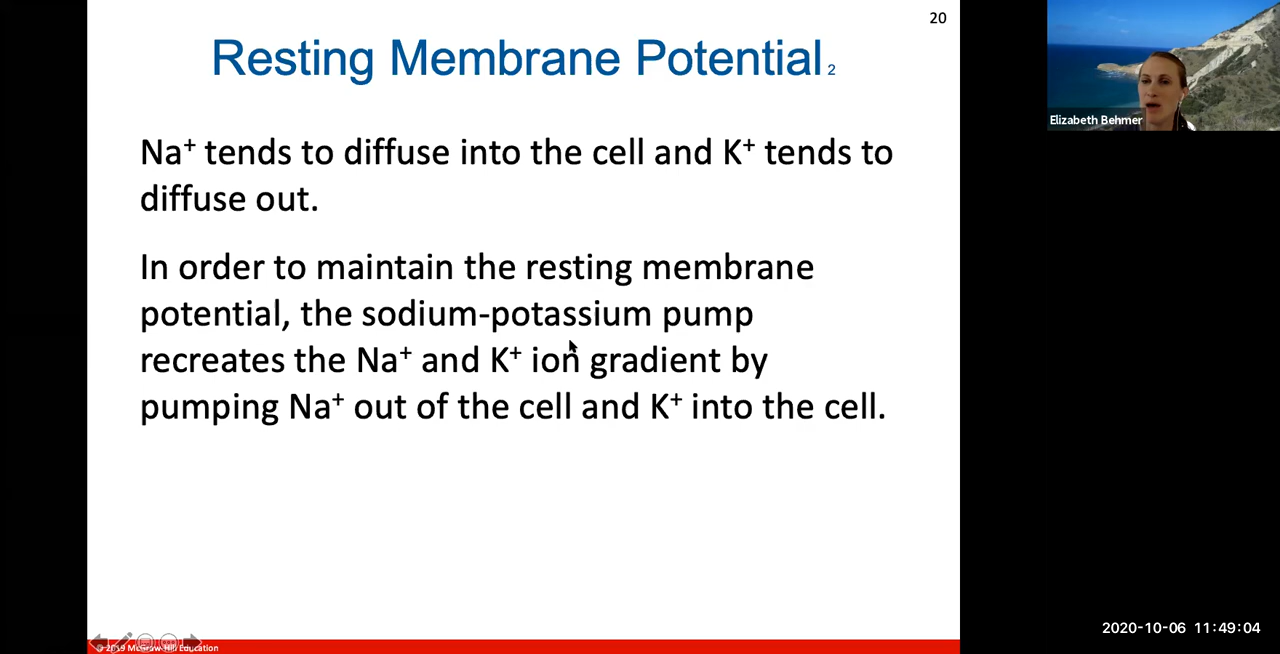 20
Resting Membrane Potential 2
Elizabeth Behmer
Na⁺ tends to diffuse into the cell and K⁺ tends to
diffuse out.
In order to maintain the resting membrane
potential, the sodium-potassium pump
recreates the Na⁺ and K⁺ ion gradient by
pumping Na⁺ out of the cell and K⁺ into the cell.
2020-10-06 11:49:04
© 2019 McGraw-Hill Education